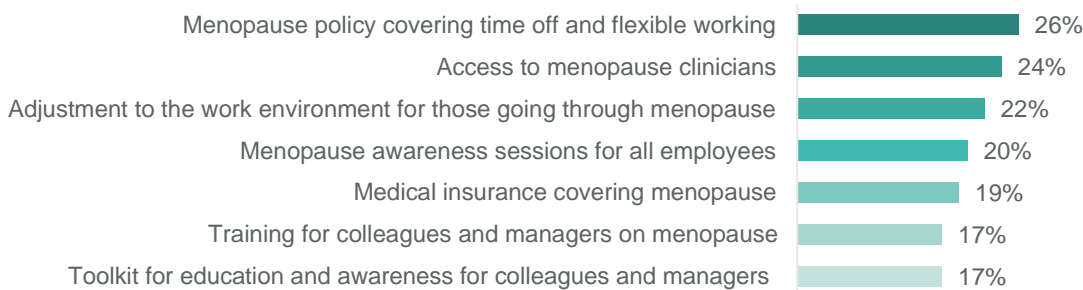 Menopause policy covering time off and flexible working 26%
Access to menopause clinicians 24%
Adjustment to the work environment for those going through menopause 22%
Menopause awareness sessions for all employees 20%
Medical insurance covering menopause 19%
Training for colleagues and managers on menopause 17%
Toolkit for education and awareness for colleagues and managers 17%